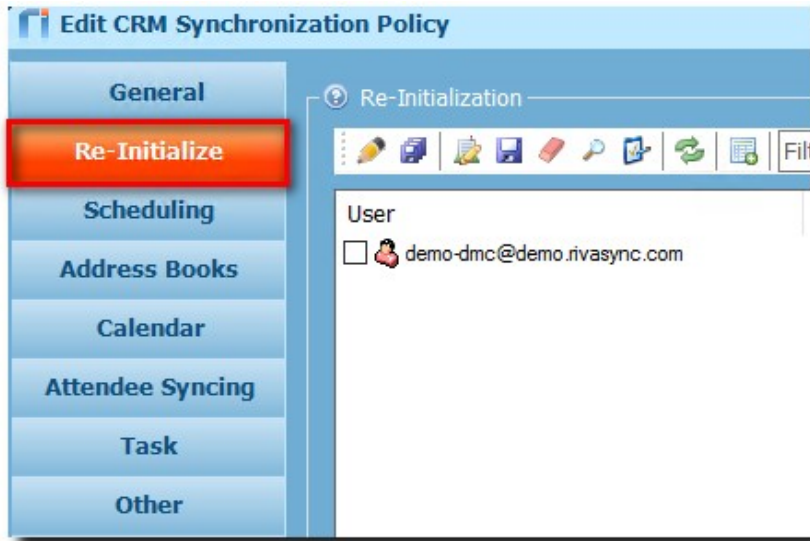 Edit CRM Synchronization Policy
General
Re-Initialize
Scheduling
Address Books
Calendar
Attendee Syncing
Task
Other
Re-Initialization
Filt
User
demo-dmc@demo.rivasync.com